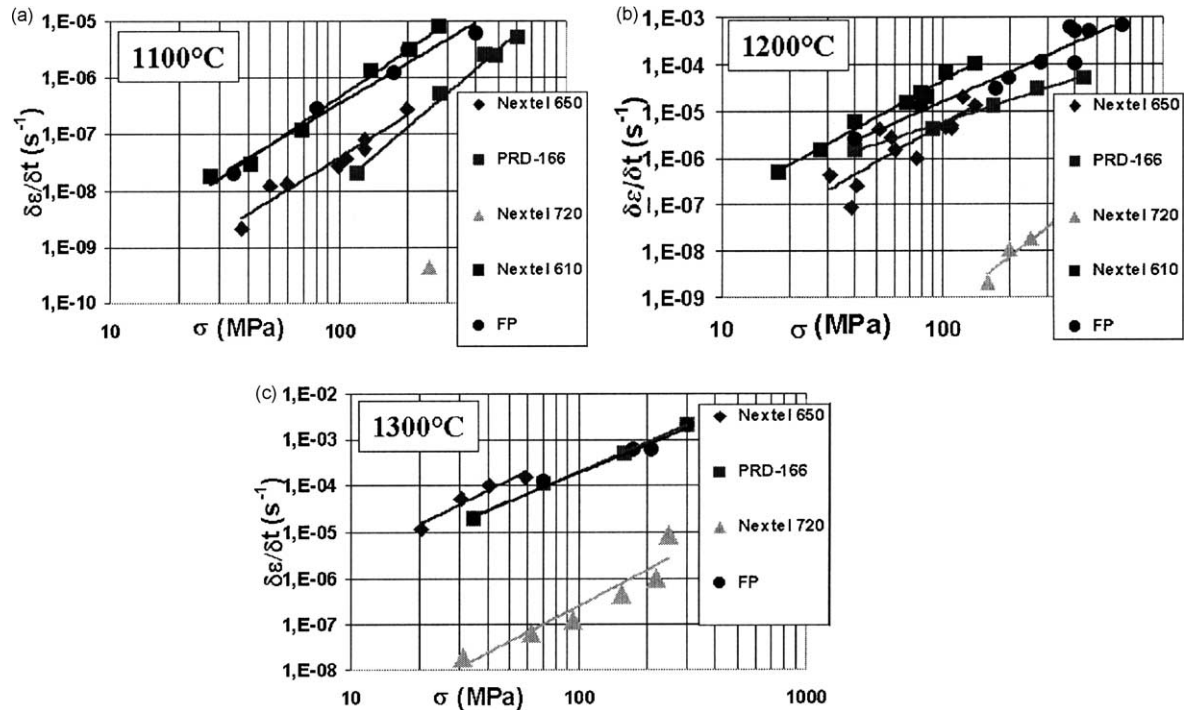 (a)
1,E-05
1,E-06
1,E-07
1,E-08
1,E-09
1,E-10
δε/δt (s⁻¹)
1100°C
10
100
σ (MPa)
Nextel 650
PRD-166
Nextel 720
Nextel 610
FP
(b)
1,E-03
1,E-04
1,E-05
1,E-06
1,E-07
1,E-08
1,E-09
δε/δt (s⁻¹)
1200°C
10
100
σ (MPa)
Nextel 650
PRD-166
Nextel 720
Nextel 610
FP
(c)
1,E-02
1,E-03
1,E-04
1,E-05
1,E-06
1,E-07
1,E-08
δε/δt (s⁻¹)
1300°C
10
σ (MPa)
100
1000
Nextel 650
PRD-166
Nextel 720
FP